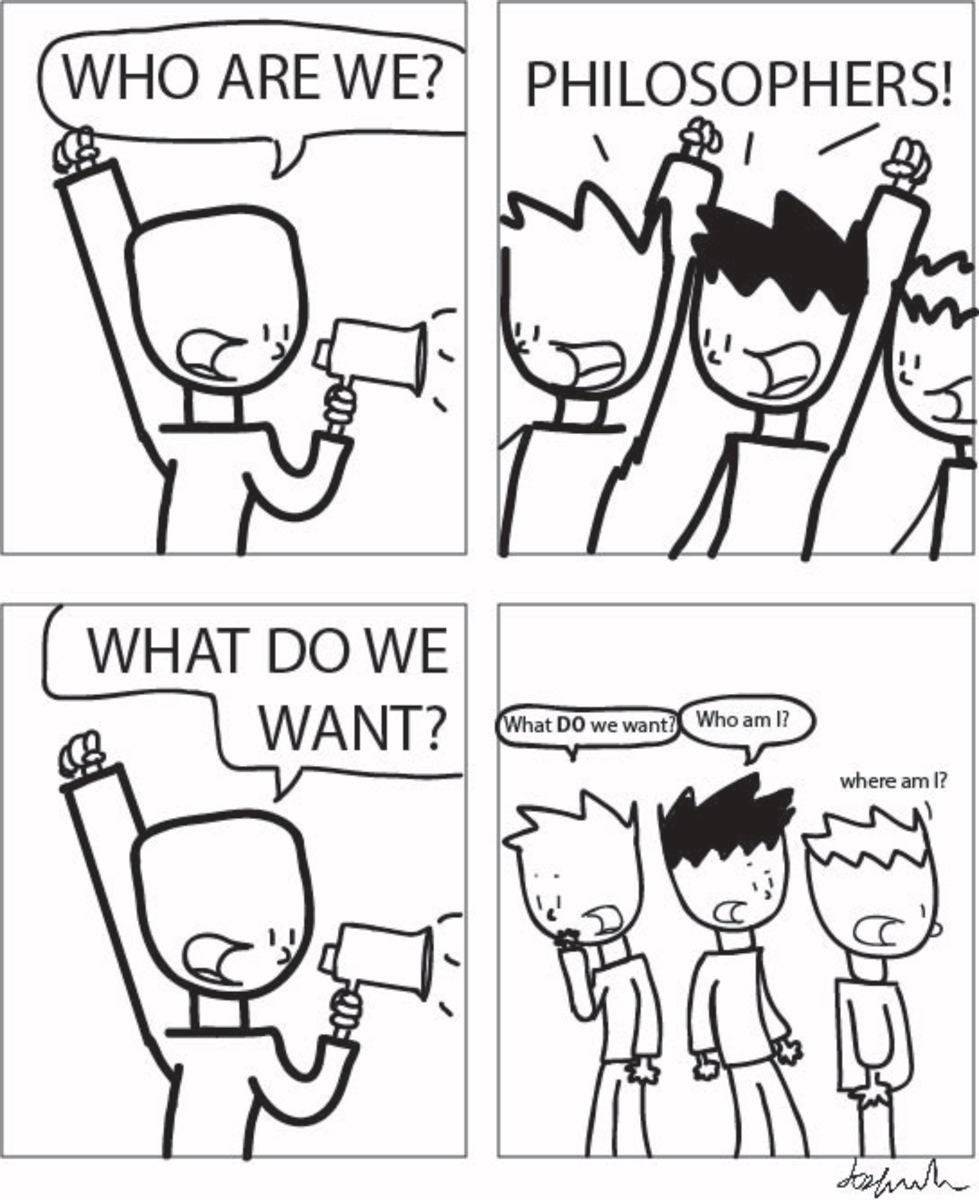 WHO ARE WE?
PHILOSOPHERS!
WHAT DO WE
WANT?
What DO we want?
Who am I?
where am I?